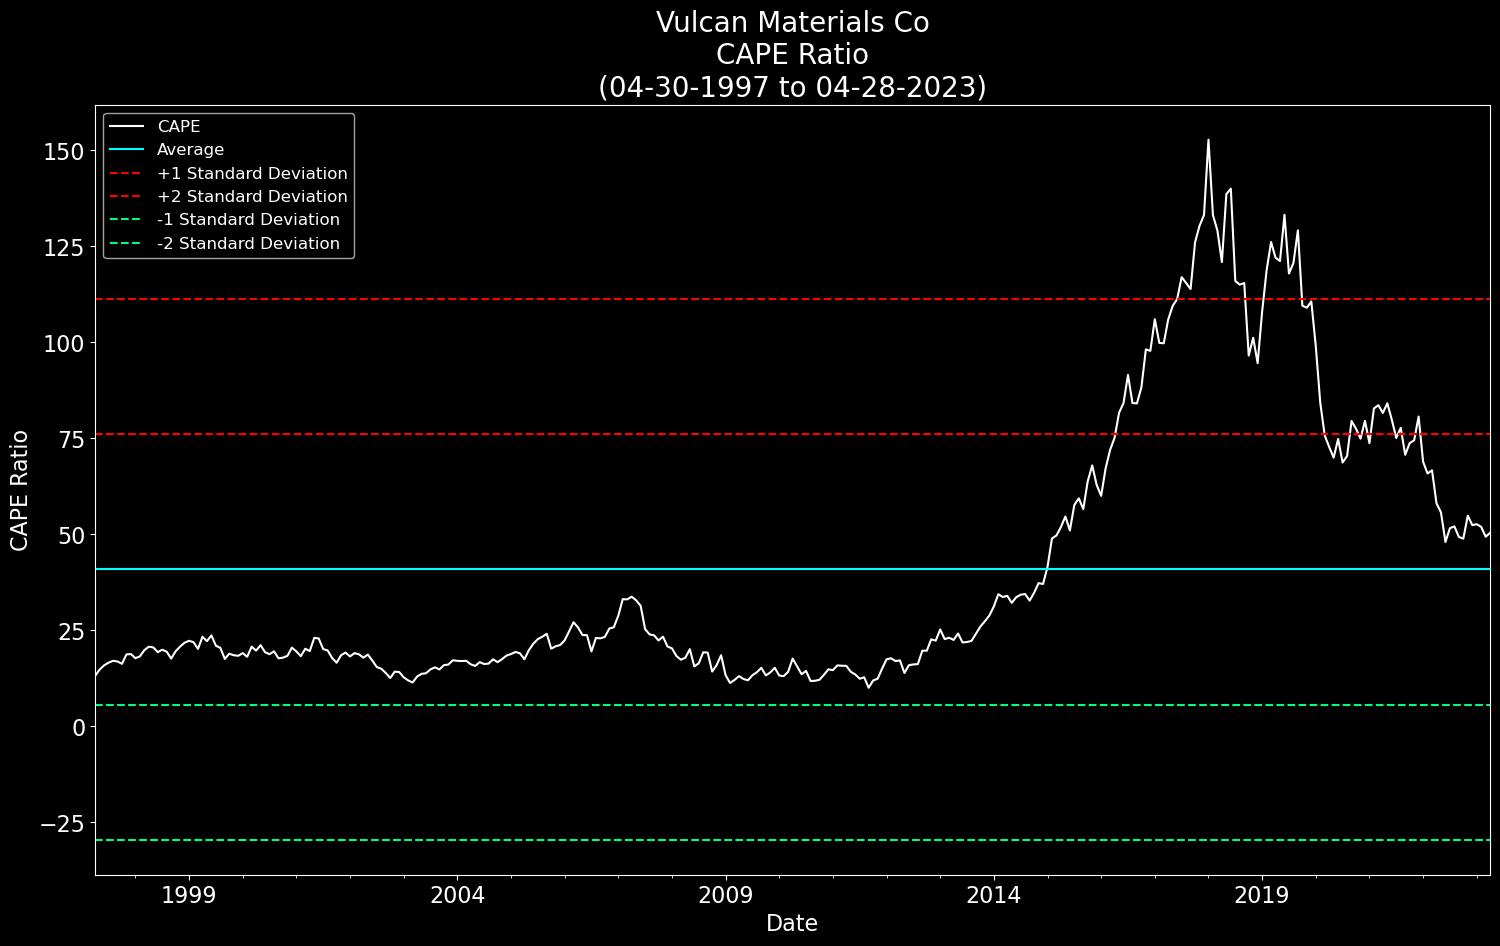 Vulcan Materials Co
CAPE Ratio
(04-30-1997 to 04-28-2023)
CAPE
Average
+1 Standard Deviation
+2 Standard Deviation
-1 Standard Deviation
-2 Standard Deviation
CAPE Ratio
150
125
100
75
50
25
0
−25
1999
2004
2009
2014
2019
Date